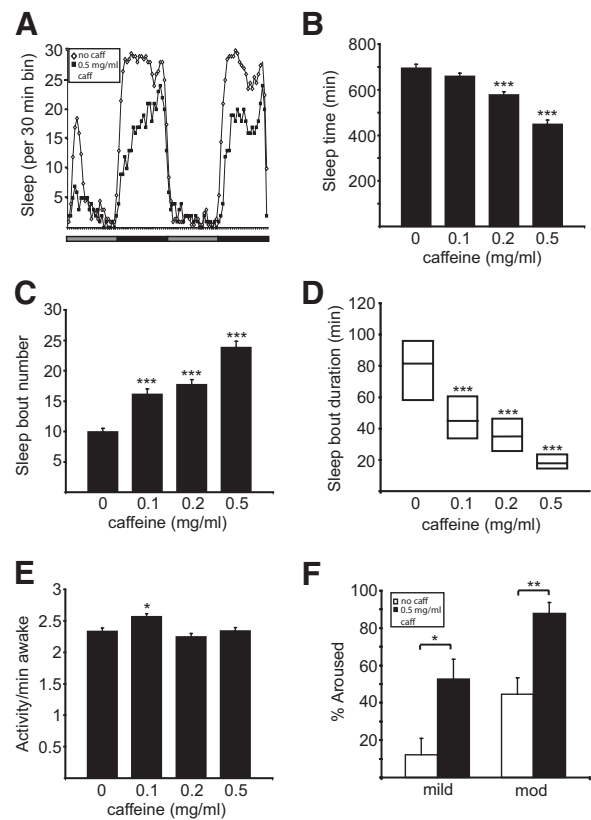 A
Sleep (per 30 min bin)
30
25
20
15
10
5
no caff
0.5 mg/ml
caff
B
Sleep time (min)
800
600
400
200
***
***
0 0.1 0.2 0.5
caffeine (mg/ml)
C
Sleep bout number
30
25
20
15
10
5
***
***
***
0 0.1 0.2 0.5
caffeine (mg/ml)
D
Sleep bout duration (min)
120
100
80
60
40
20
***
***
***
0 0.1 0.2 0.5
caffeine (mg/ml)
E
Activity/min awake
3
2.5
2
1.5
1
0.5
*
0 0.1 0.2 0.5
caffeine (mg/ml)
F
% Aroused
100
80
60
40
20
no caff
0.5 mg/ml
caff
*
**
mild mod